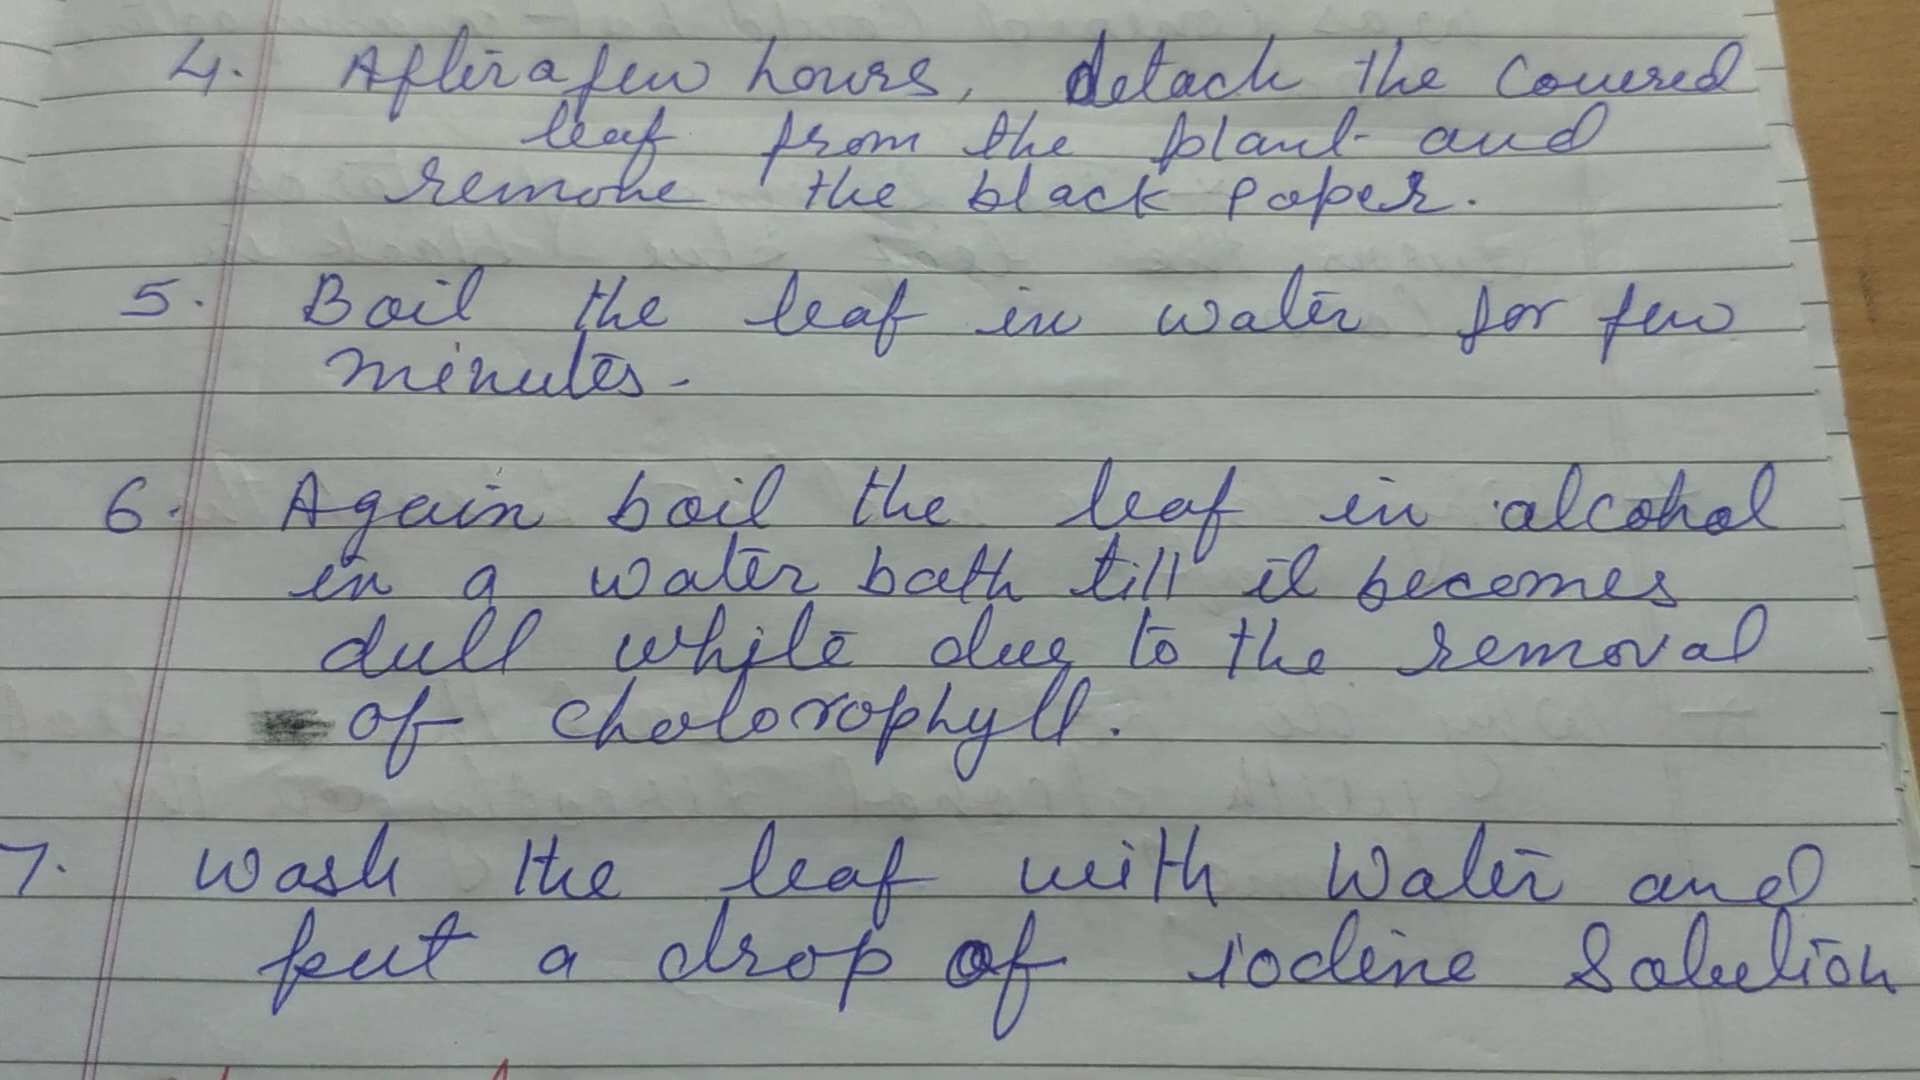 4. After a few hours, detach the covered
leaf from the plant and
remove the black paper.
5. Boil the leaf in water for few
minutes.
6. Again boil the leaf in alcohol
in a water bath till it becomes
dull white due to the removal
of cholorophyll.
7. Wash the leaf with water and
put a drop of iodine solution